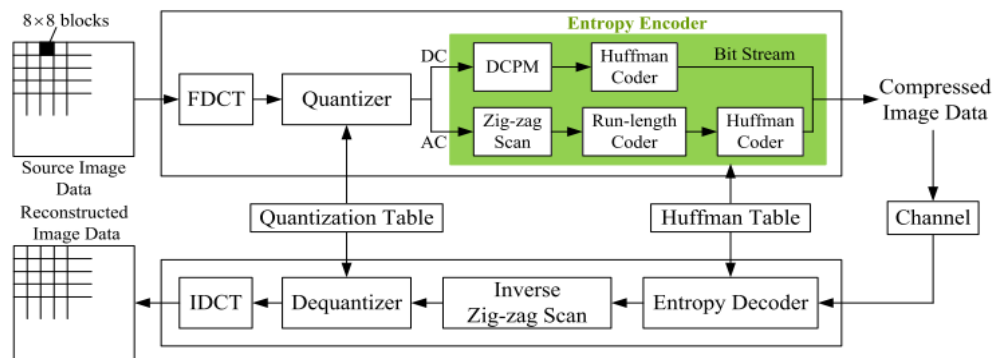 8×8 blocks
Source Image
Data
FDCT
Quantizer
DC
AC
Entropy Encoder
DCPM
Huffman
Coder
Bit Stream
Zig-zag
Scan
Run-length
Coder
Huffman
Coder
Compressed
Image Data
Quantization Table
Huffman Table
Channel
Reconstructed
Image Data
IDCT
Dequantizer
Inverse
Zig-zag Scan
Entropy Decoder